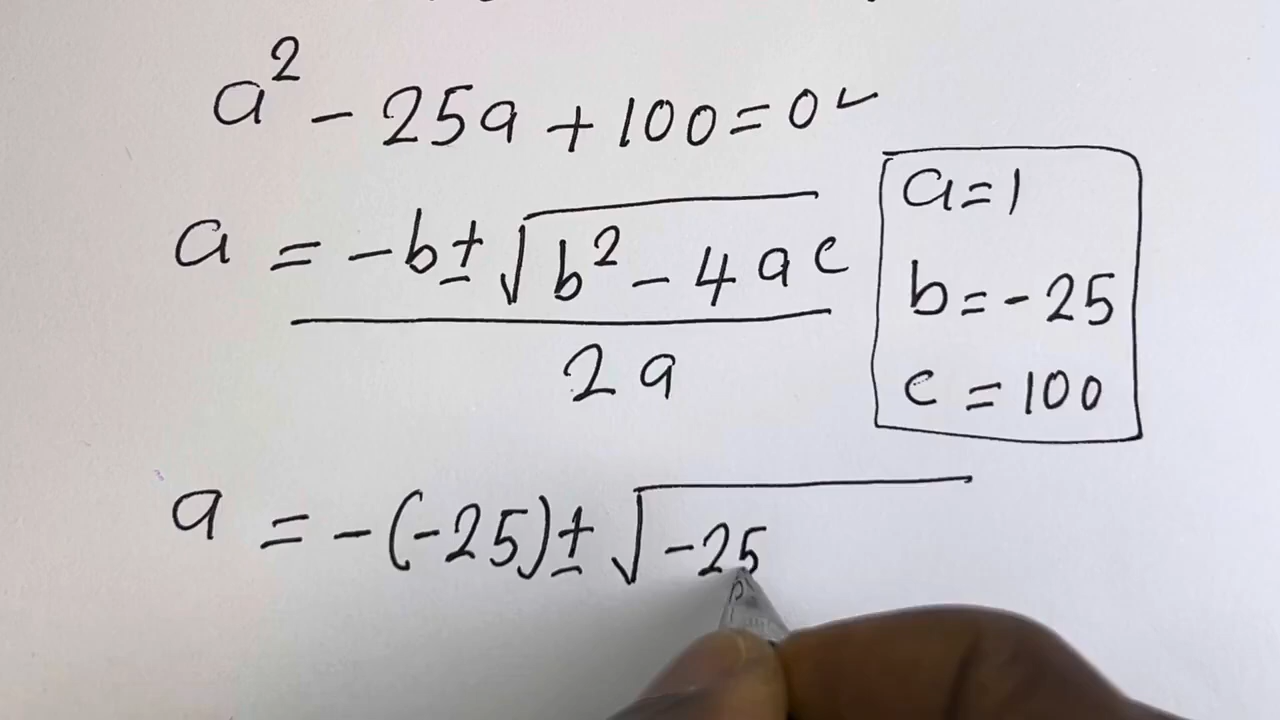 a² - 25a + 100 = 0
a = -b ± √b² - 4ac
2a
a = 1
b = -25
c = 100
a = -(-25) ± √-25